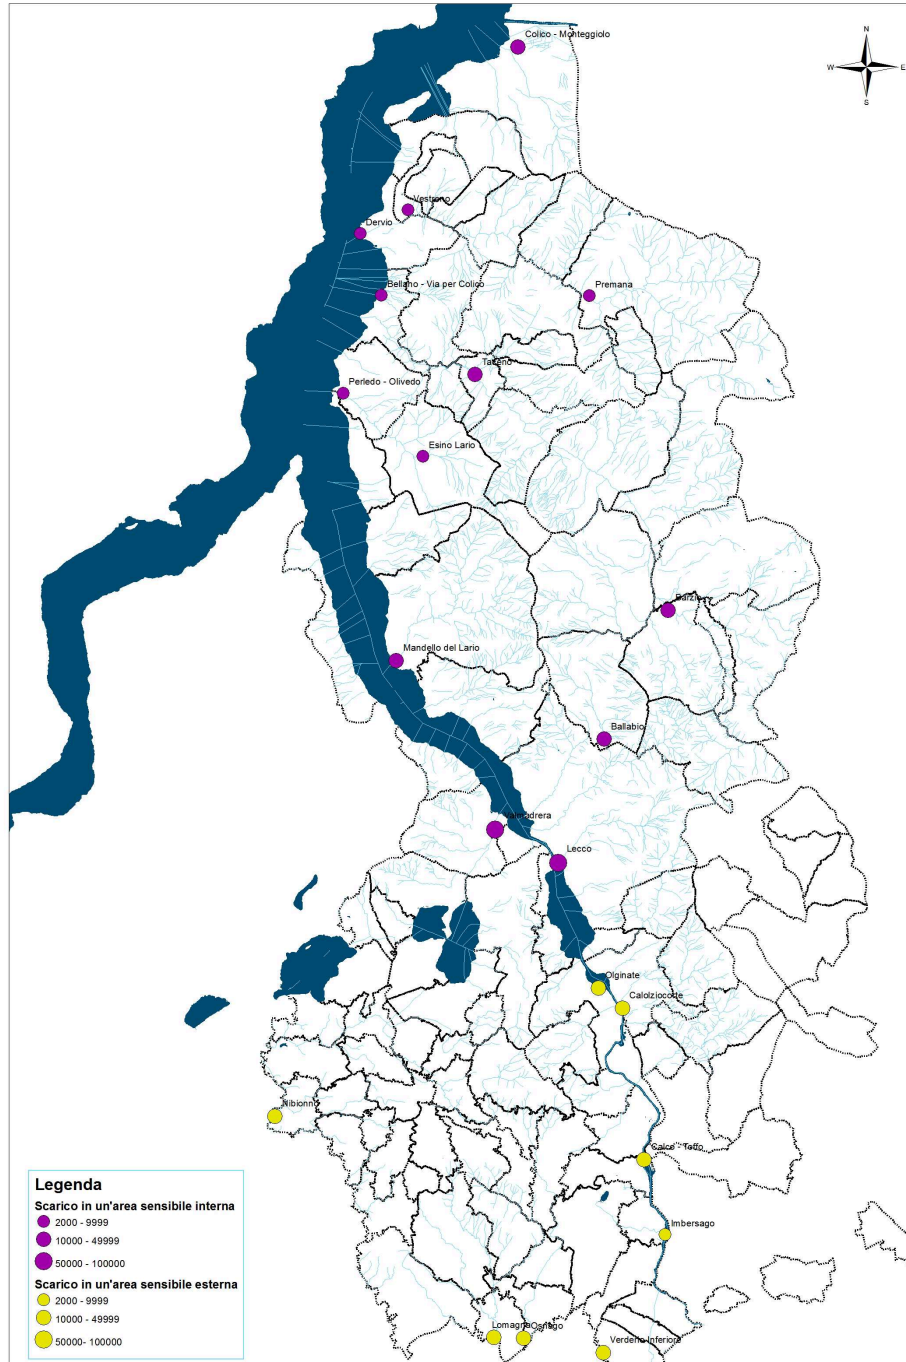 Colico - Monteggiolo
N
W
E
S
Vestreno
Dervio
Bellano - Via per Colico
Premana
Taceno
Perledo - Olivedo
Esino Lario
Barzio
Mandello del Lario
Ballabio
Valmadrera
Lecco
Olginate
Calolziocorte
Nibionno
Calco - Toffo
Imbersago
Lomagna
Osnago
Verderio Inferiore
Legenda
Scarico in un'area sensibile interna
2000 - 9999
10000 - 49999
50000 - 100000
Scarico in un'area sensibile esterna
2000 - 9999
10000 - 49999
50000- 100000